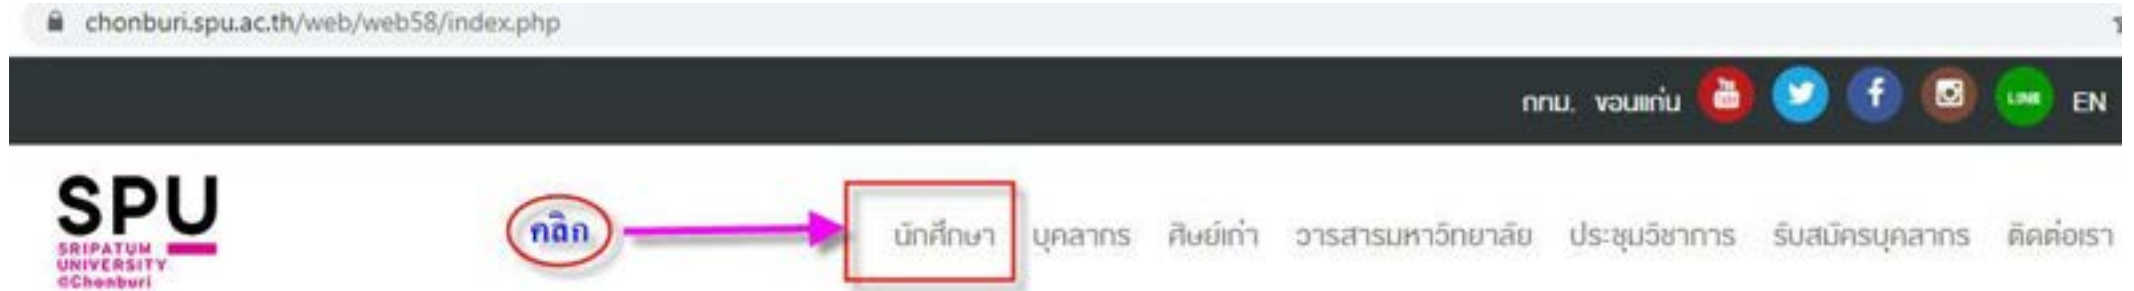 chonburi.spu.ac.th/web/web58/index.php
กทม. ขอนแก่น You Tube LINE EN
SPU
SRIPATUM
UNIVERSITY
@Chonburi
คลิก
นักศึกษา บุคลากร ศิษย์เก่า วารสารมหาวิทยาลัย ประชุมวิชาการ รับสมัครบุคลากร ติดต่อเรา